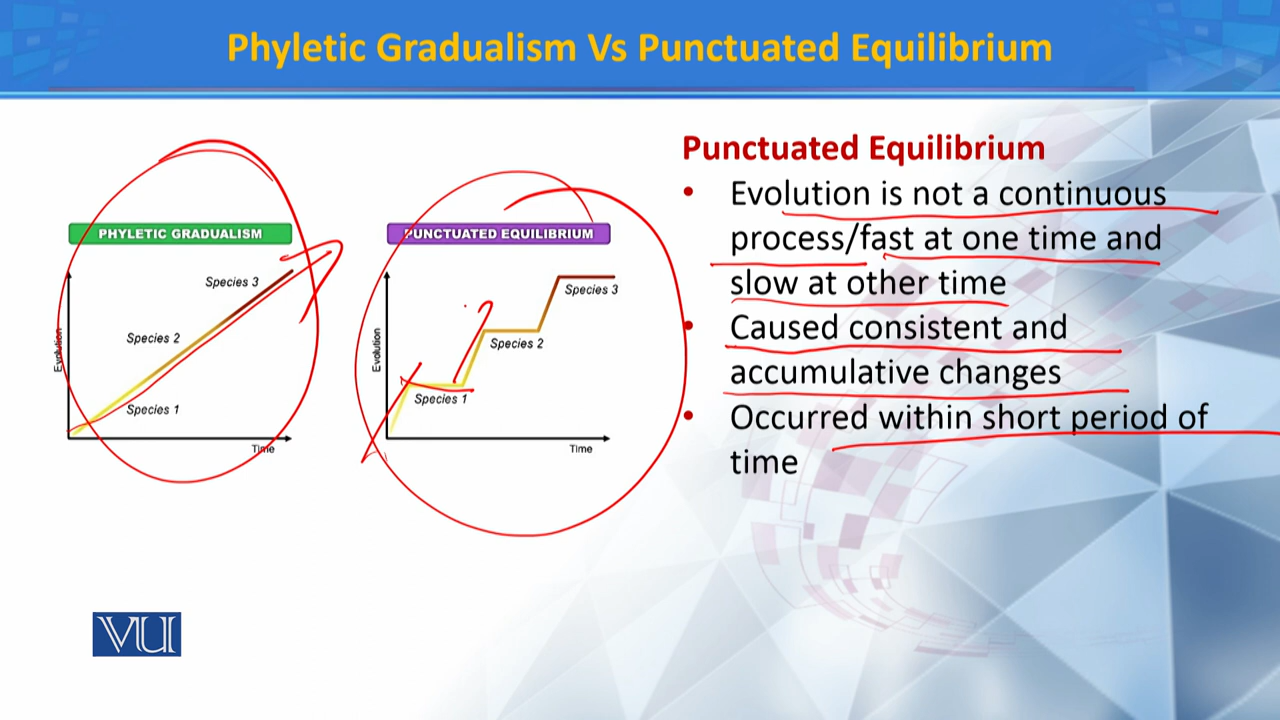 Phyletic Gradualism Vs Punctuated Equilibrium
PHYLETIC GRADUALISM
Species 3
Species 2
Species 1
Evolution
Time
PUNCTUATED EQUILIBRIUM
Species 3
Species 2
Species 1
Evolution
Time
Punctuated Equilibrium
• Evolution is not a continuous
process/fast at one time and
slow at other time
• Caused consistent and
accumulative changes
• Occurred within short period of
time
VU